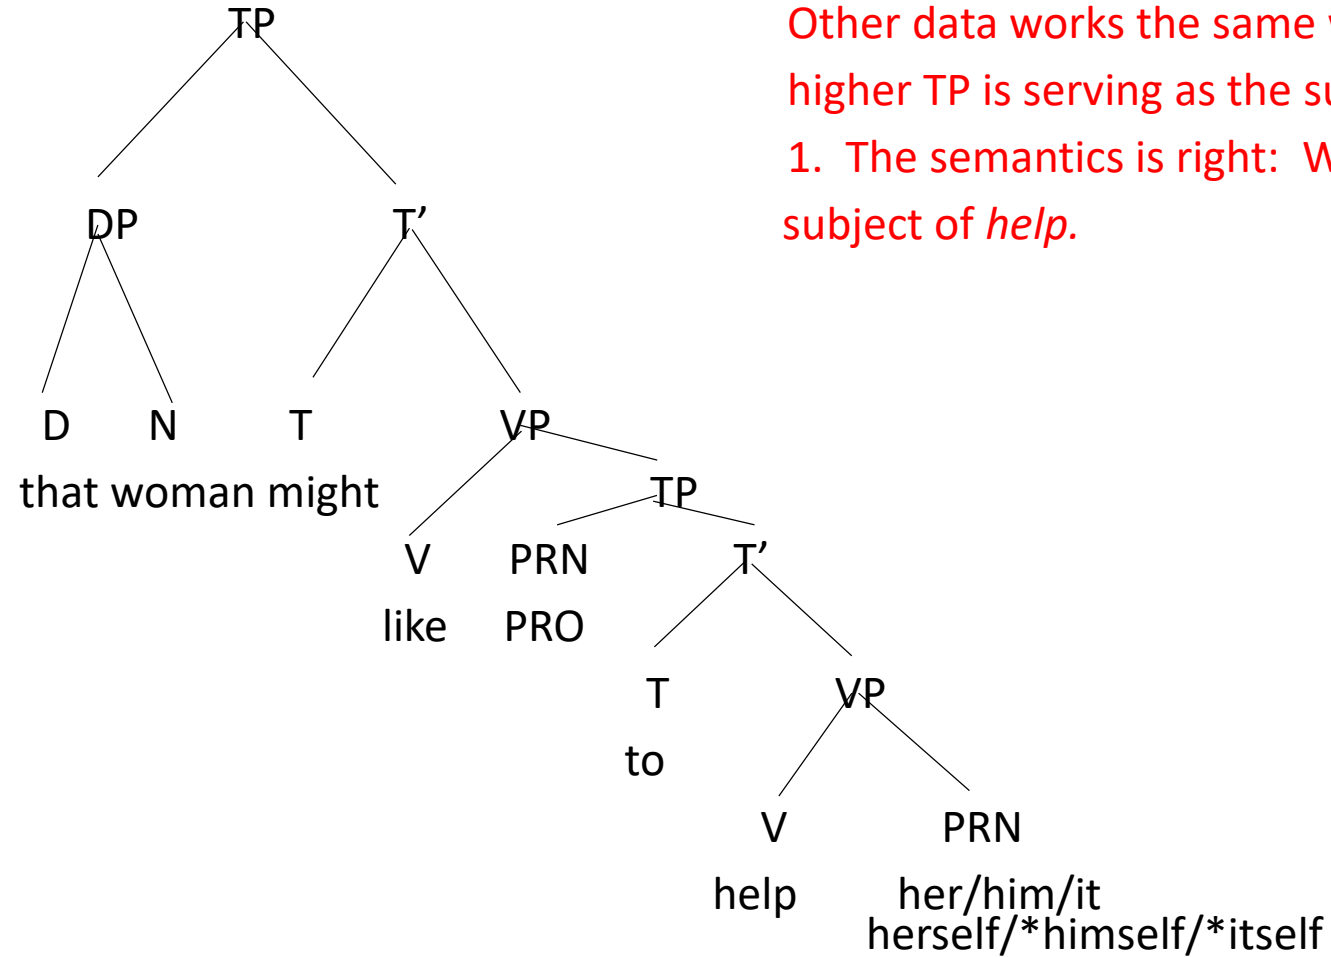 TP
Other data works the same
higher TP is serving as the
1. The semantics is right:
subject of help.
DP T’
D N T VP
that woman might
TP
V PRN T’
like PRO
T VP
to
V PRN
help her/him/it
herself/*himself/*itself